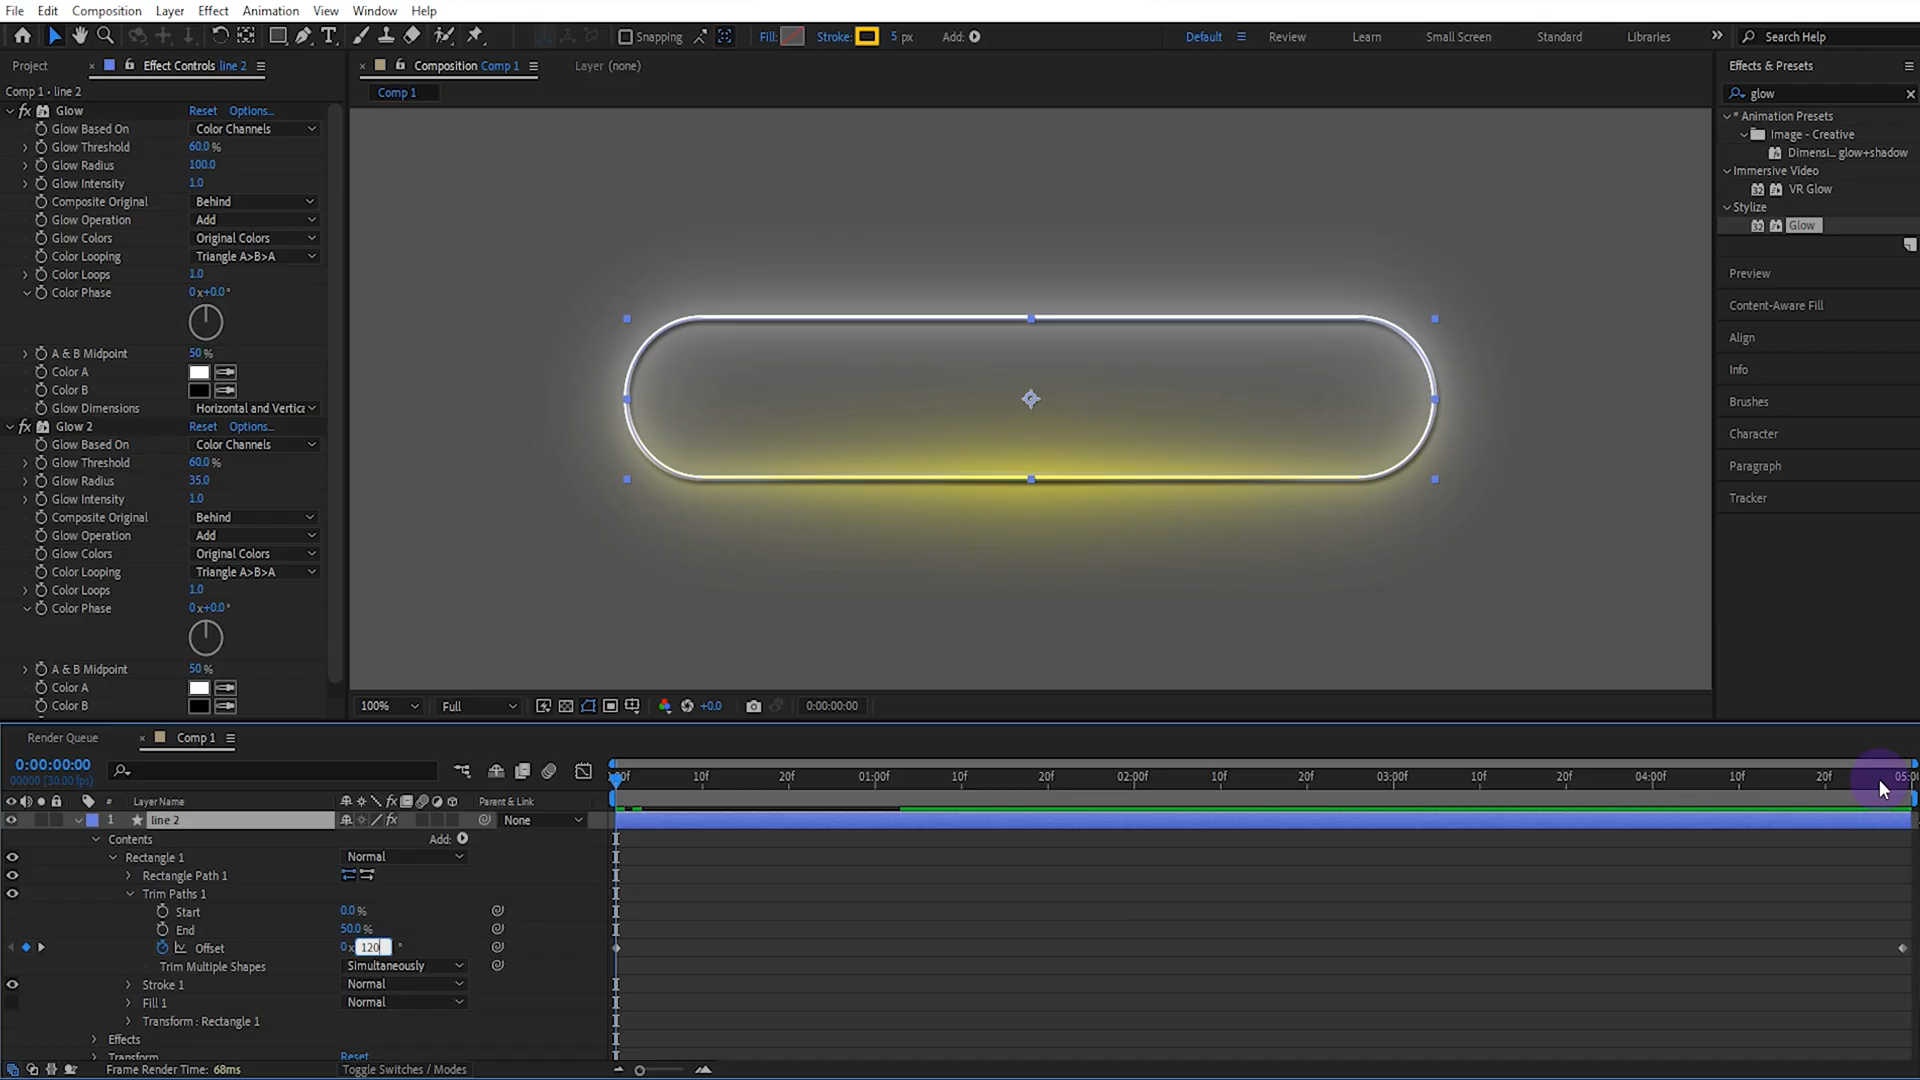 File Edit Composition Layer Effect Animation View Window Help
Snapping Fill: Stroke: 5 px Add: Default Review Learn Small Screen Standard Libraries Search Help
Project Effect Controls line 2 Composition Comp 1 Layer (none) Effects & Presets
Comp 1 • line 2 Comp 1 glow
fx Glow Reset Options...
Glow Based On Color Channels
Glow Threshold 60.0 %
Glow Radius 100.0
Glow Intensity 1.0
Composite Original Behind
Glow Operation Add
Glow Colors Original Colors
Color Looping Triangle A>B>A
Color Loops 1.0
Color Phase 0 x+0.0 °
A & B Midpoint 50 %
Color A
Color B
Glow Dimensions Horizontal and Vertica
fx Glow 2 Reset Options...
Glow Based On Color Channels
Glow Threshold 60.0 %
Glow Radius 35.0
Glow Intensity 1.0
Composite Original Behind
Glow Operation Add
Glow Colors Original Colors
Color Looping Triangle A>B>A
Color Loops 1.0
Color Phase 0 x+0.0 °
A & B Midpoint 50 %
Color A
Color B
* Animation Presets
Image - Creative
Dimensi... glow+shadow
Immersive Video
32 VR Glow
Stylize
32 Glow
Preview
Content-Aware Fill
Align
Info
Brushes
Character
Paragraph
Tracker
100% Full +0.0 0:00:00:00
Render Queue Comp 1
0:00:00:00
00000 (30.00 fps)
:00f 10f 20f 01:00f 10f 20f 02:00f 10f 20f 03:00f 10f 20f 04:00f 10f 20f 05:00
# Layer Name fx Parent & Link
1 line 2 fx None
Contents Add:
Rectangle 1 Normal
Rectangle Path 1
Trim Paths 1
Start 0.0 %
End 50.0 %
Offset 0 x 120 °
Trim Multiple Shapes Simultaneously
Stroke 1 Normal
Fill 1 Normal
Transform : Rectangle 1
Effects
Transform Reset
Frame Render Time: 68ms Toggle Switches / Modes